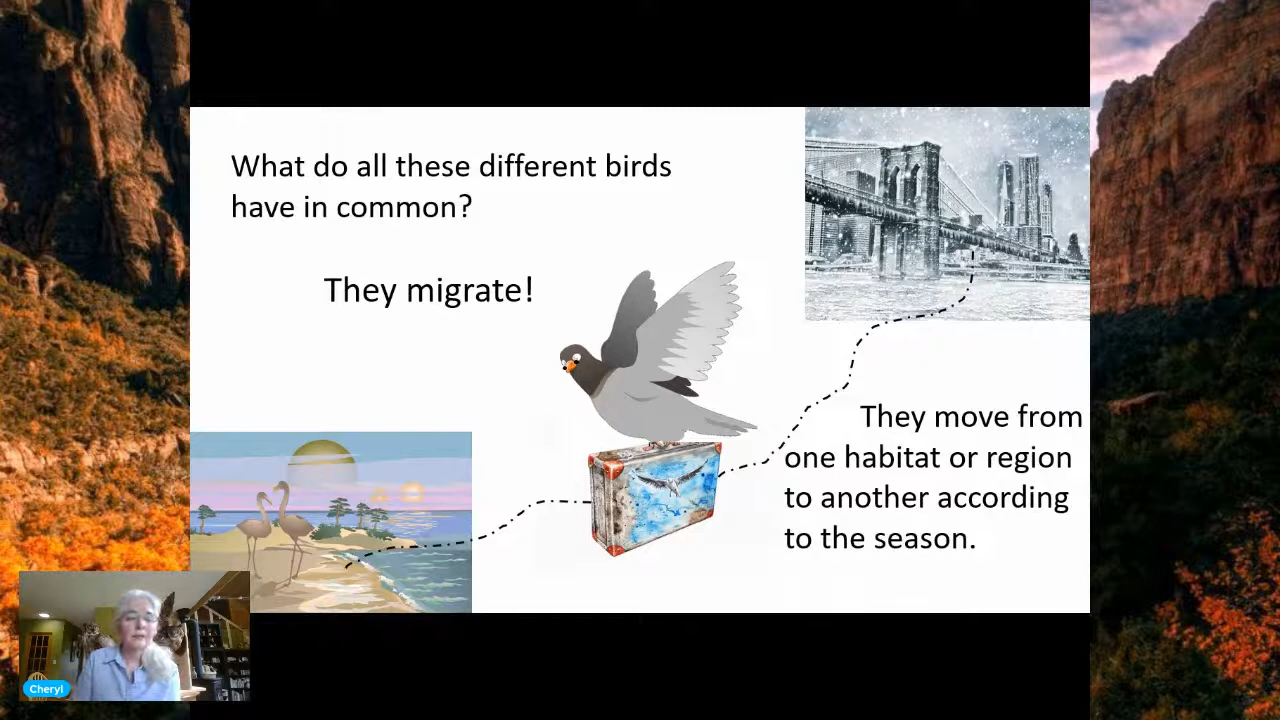 What do all these different birds
have in common?
They migrate!
They move from
one habitat or region
to another according
to the season.
Cheryl